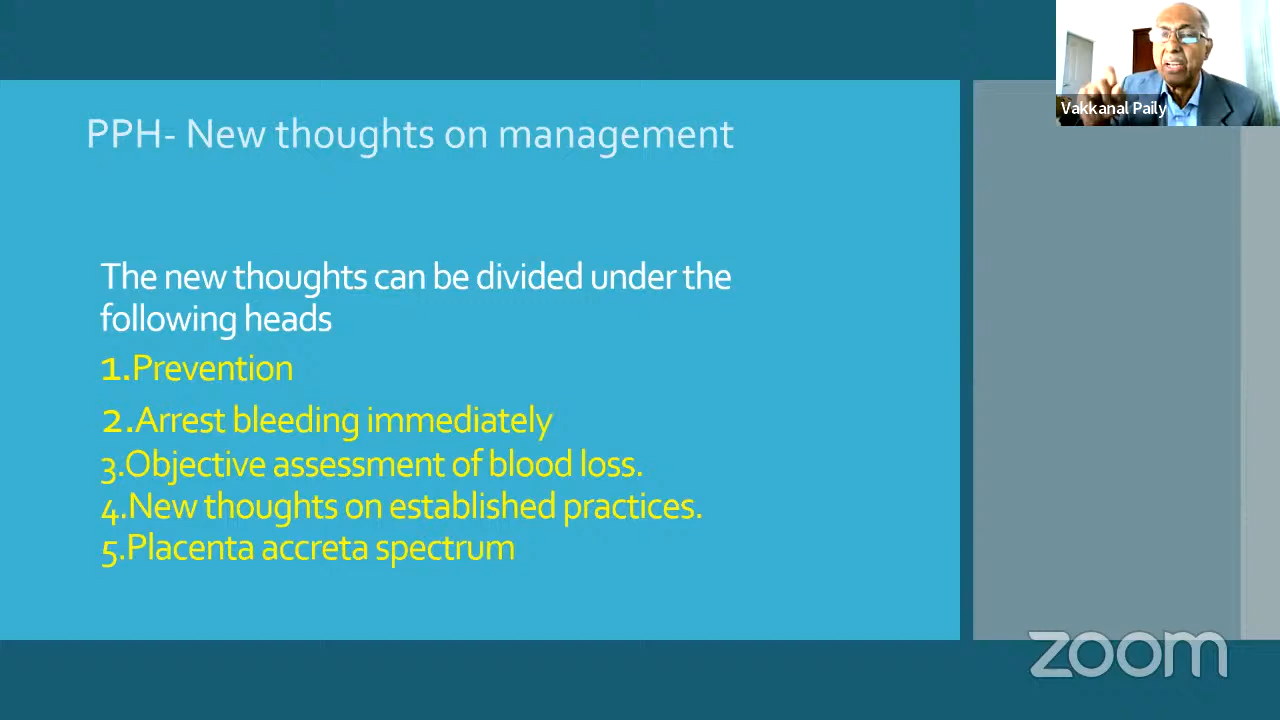 PPH- New thoughts on management
The new thoughts can be divided under the
following heads
1.Prevention
2.Arrest bleeding immediately
3.Objective assessment of blood loss.
4.New thoughts on established practices.
5.Placenta accreta spectrum
Vakkanal Paily
zoom